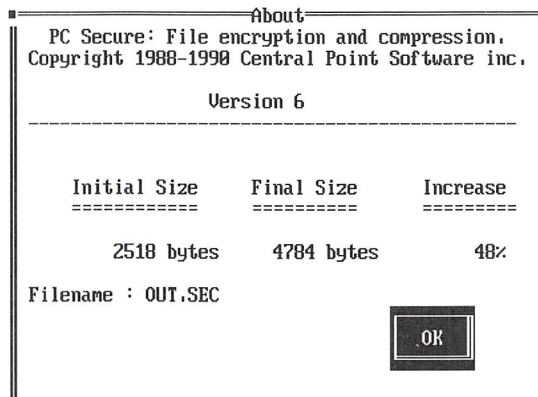 About
PC Secure: File encryption and compression.
Copyright 1988-1990 Central Point Software inc.
Version 6
Initial Size Final Size Increase
2518 bytes 4784 bytes 48%
Filename : OUT.SEC
OK